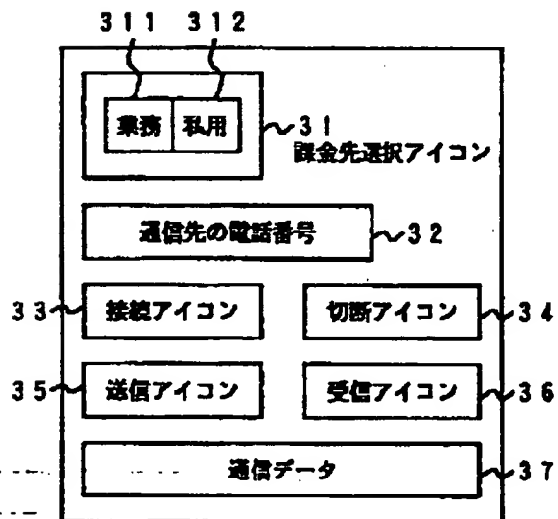 311 312
業務 私用 31
課金先選択アイコン
通信先の電話番号 32
33 接続アイコン 切断アイコン 34
35 送信アイコン 受信アイコン 36
通信データ 37